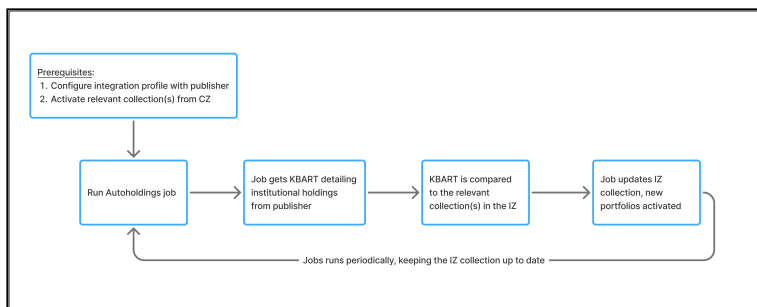 Prerequisites:
1. Configure integration profile with publisher
2. Activate relevant collection(s) from CZ
Run Autoholdings job
Job gets KBART detailing
institutional holdings
from publisher
KBART is compared
to the relevant
collection(s) in the IZ
Job updates IZ
collection, new
portfolios activated
Jobs runs periodically, keeping the IZ collection up to date